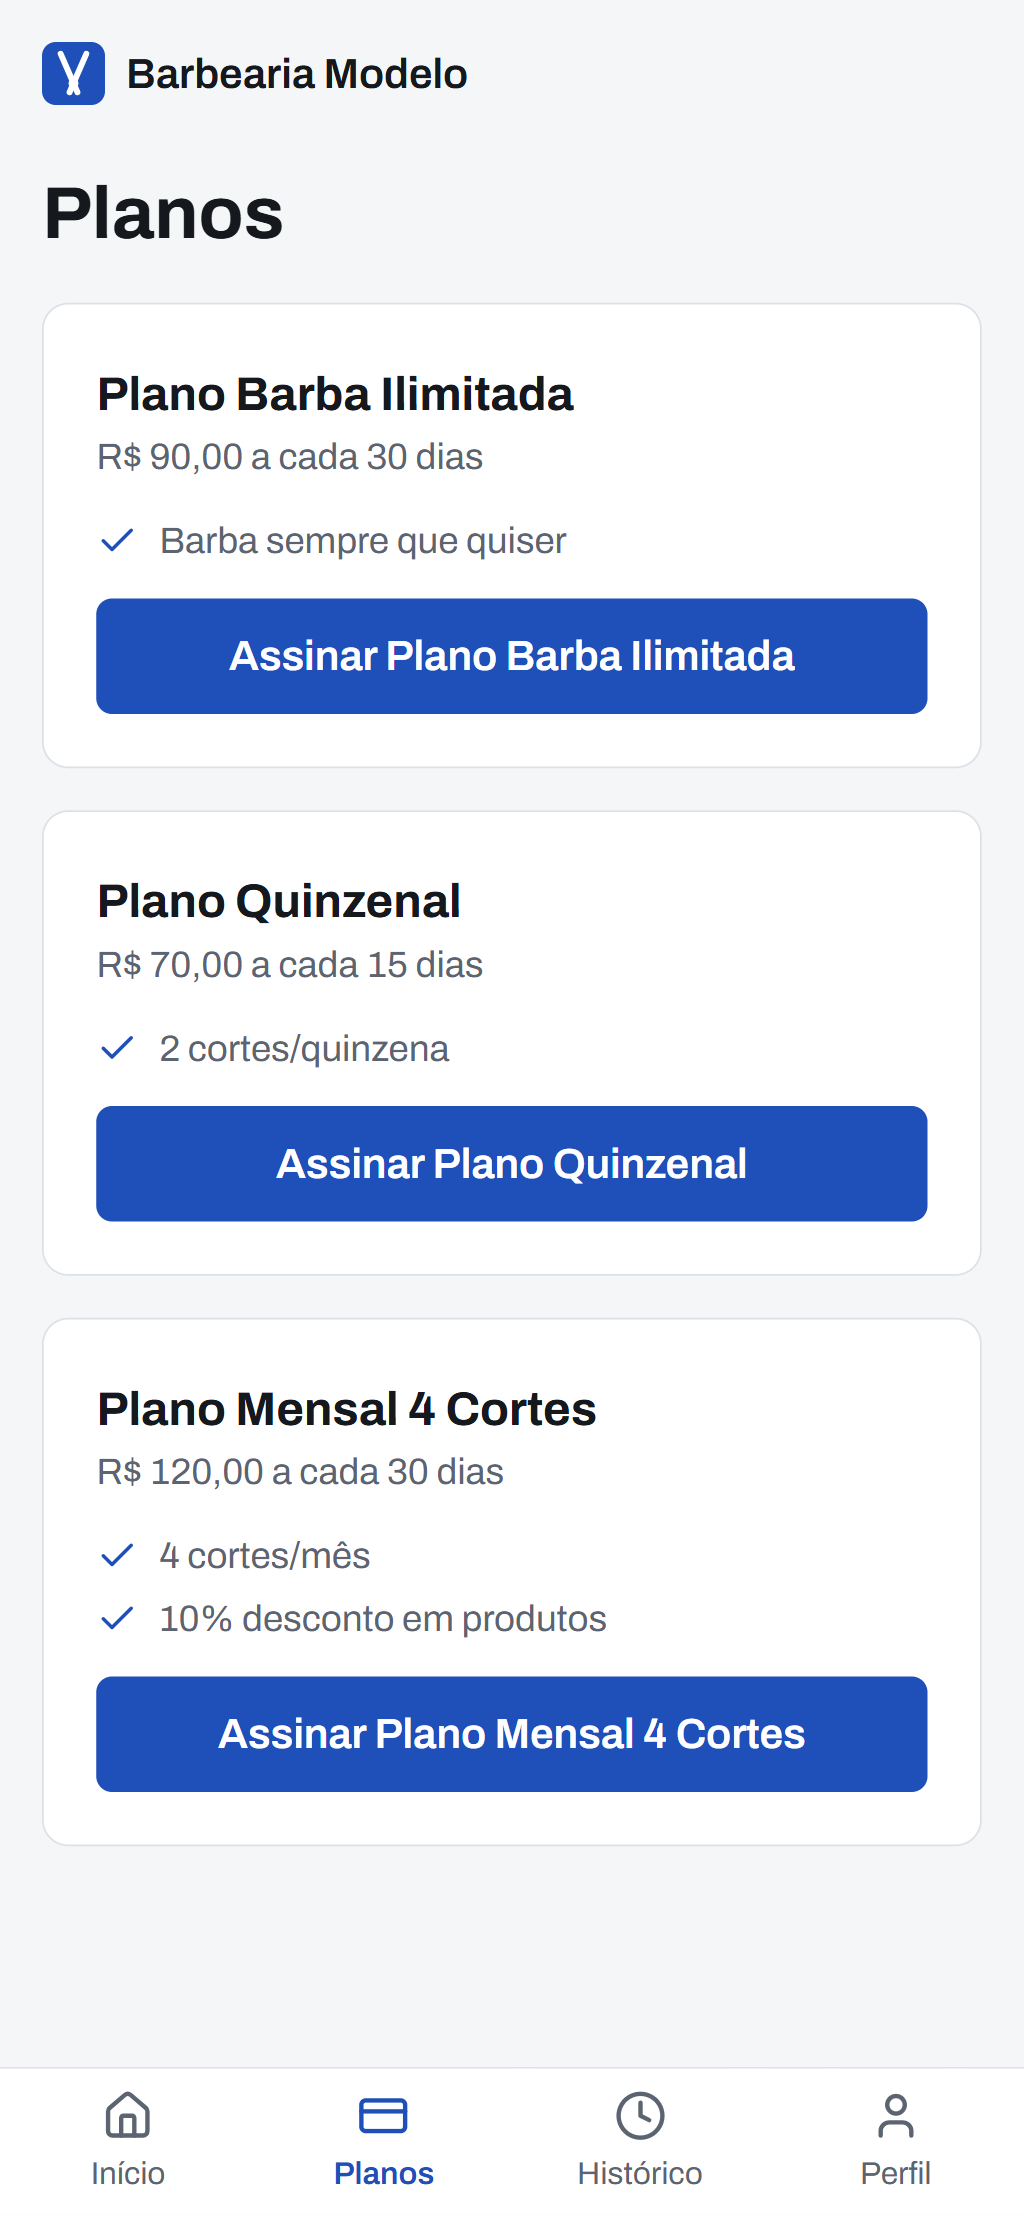 Barbearia Modelo
Planos
Plano Barba Ilimitada
R$ 90,00 a cada 30 dias
Barba sempre que quiser
Assinar Plano Barba Ilimitada
Plano Quinzenal
R$ 70,00 a cada 15 dias
2 cortes/quinzena
Assinar Plano Quinzenal
Plano Mensal 4 Cortes
R$ 120,00 a cada 30 dias
4 cortes/mês
10% desconto em produtos
Assinar Plano Mensal 4 Cortes
Início
Planos
Histórico
Perfil